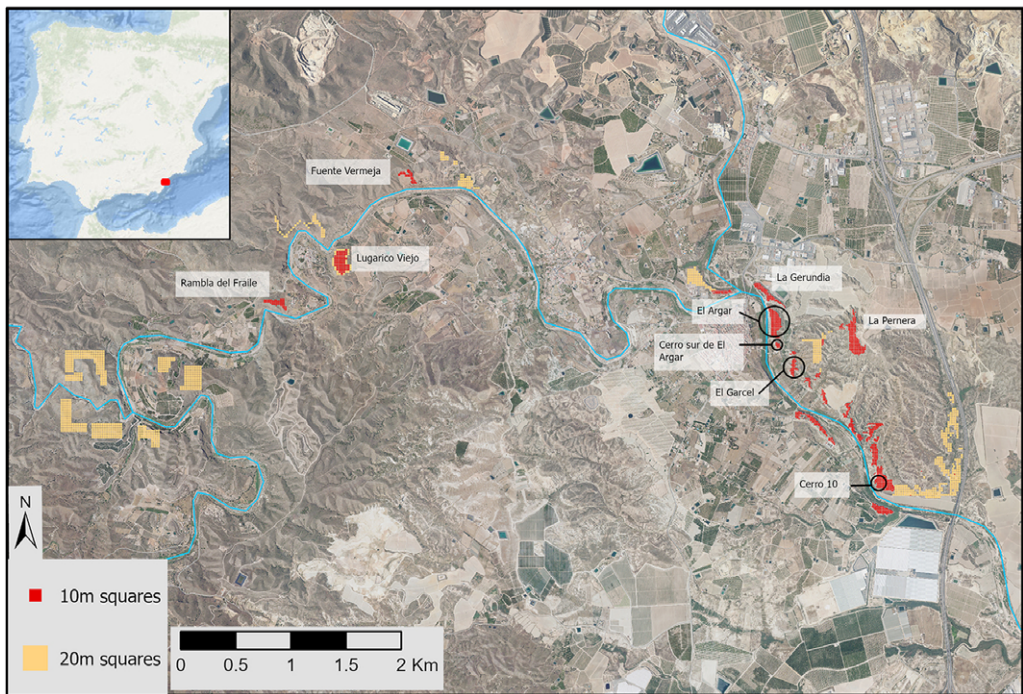 Fuente Vermeja
Lugarico Viejo
Rambla del Fraile
La Gerundia
El Argar
La Pernera
Cerro sur de El
Argar
El Garcel
Cerro 10
N
10m squares
20m squares
0 0.5 1 1.5 2 Km